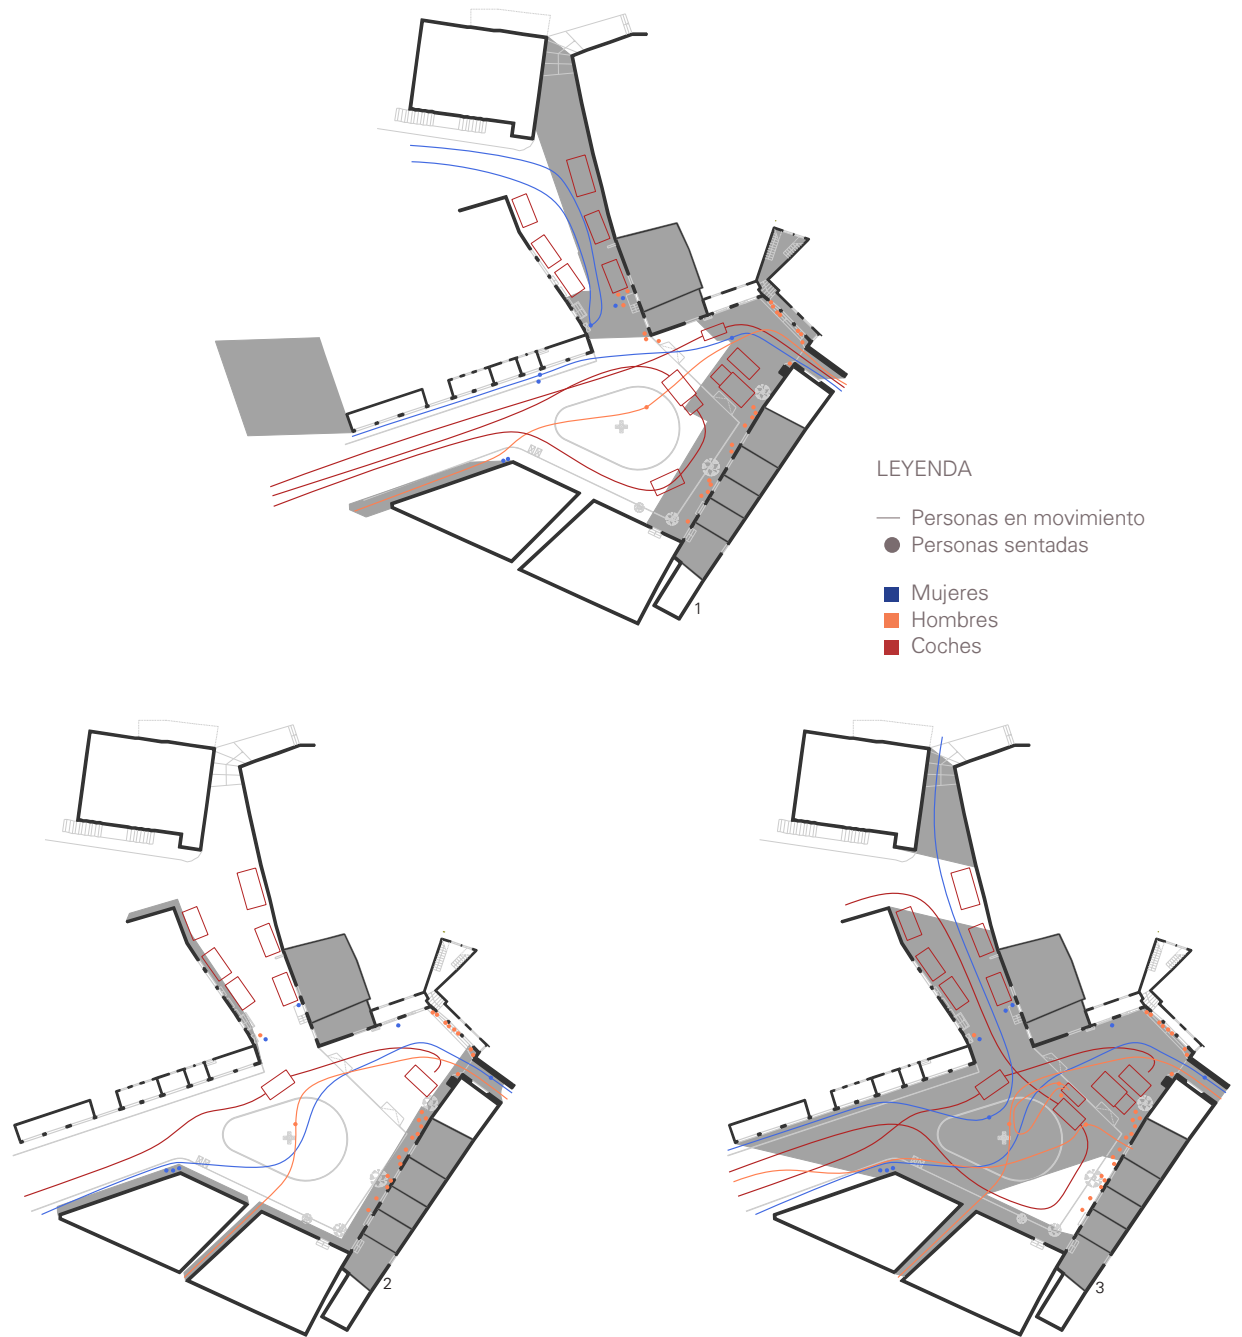 LEYENDA
Personas en movimiento
Personas sentadas
Mujeres
Hombres
Coches
1
2
3